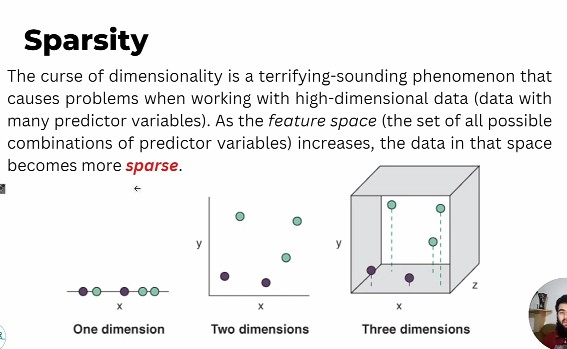 Sparsity
The curse of dimensionality is a terrifying-sounding phenomenon that
causes problems when working with high-dimensional data (data with
many predictor variables). As the feature space (the set of all possible
combinations of predictor variables) increases, the data in that space
becomes more sparse.
y
y
z
x
x
x
One dimension
Two dimensions
Three dimensions